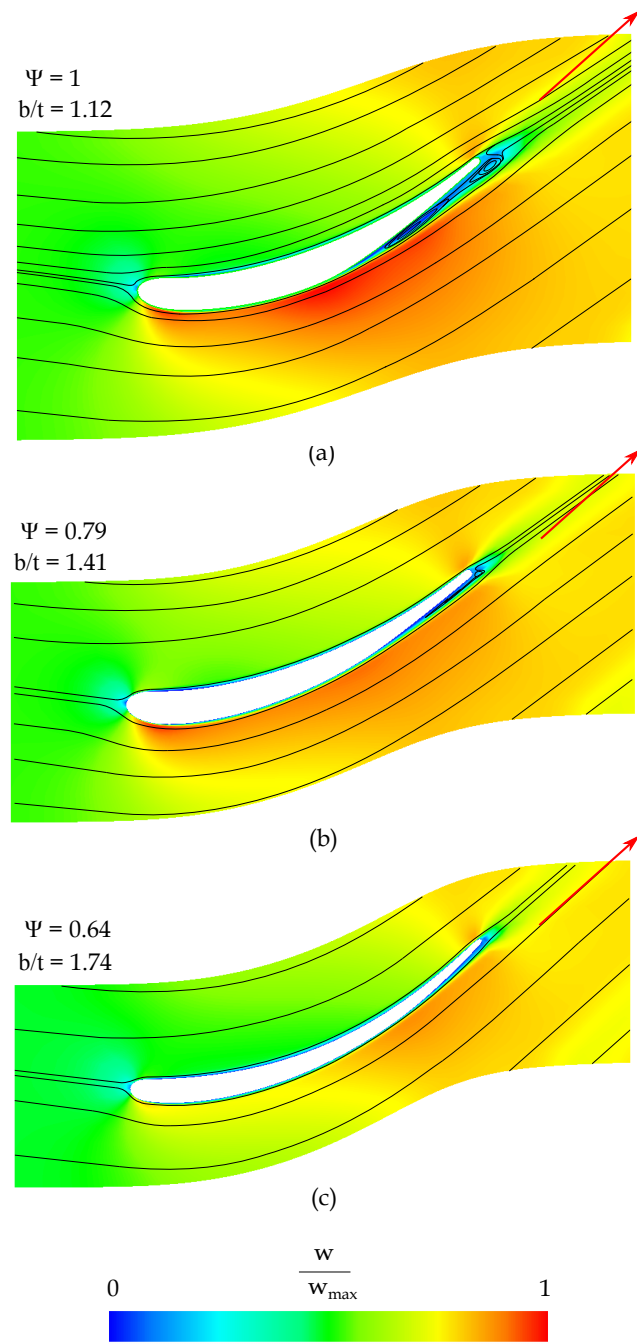 Ψ = 1
b/t = 1.12
(a)
Ψ = 0.79
b/t = 1.41
(b)
Ψ = 0.64
b/t = 1.74
(c)
w
0 1
w_max